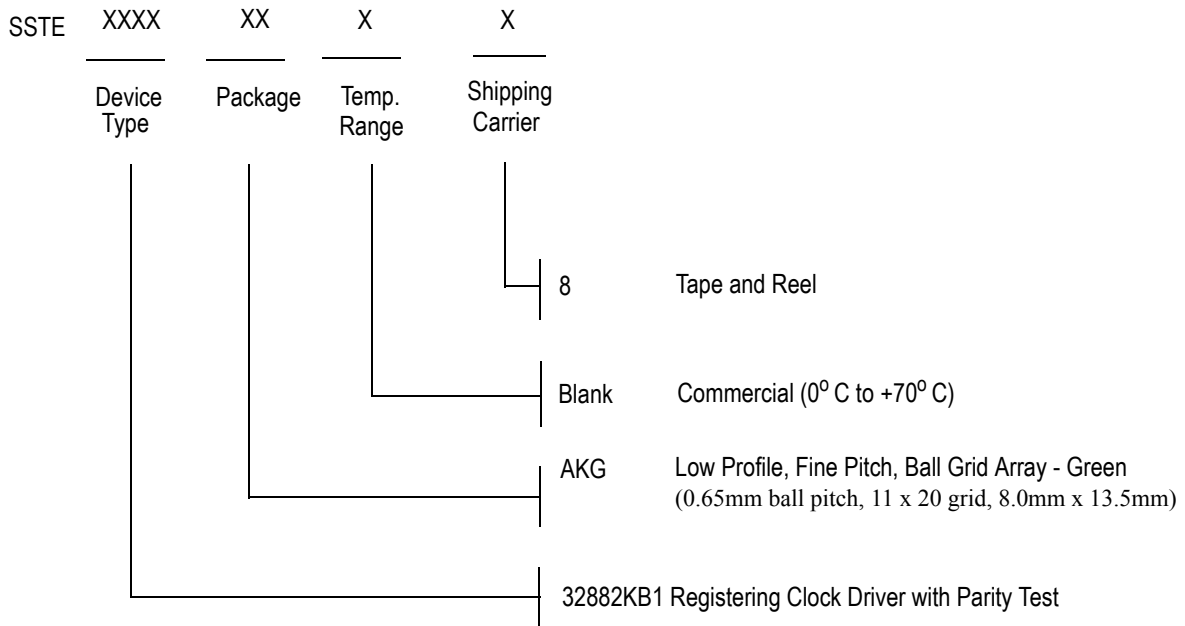 SSTE XXXX XX X X
Device Type
Package
Temp. Range
Shipping Carrier
8 Tape and Reel
Blank Commercial (0º C to +70º C)
AKG Low Profile, Fine Pitch, Ball Grid Array - Green
(0.65mm ball pitch, 11 x 20 grid, 8.0mm x 13.5mm)
32882KB1 Registering Clock Driver with Parity Test